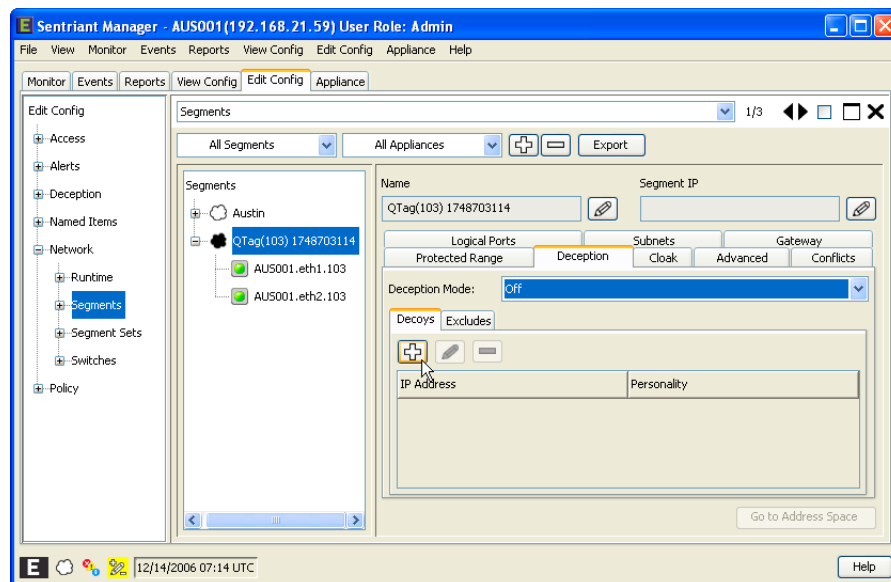 E Sentriant Manager - AUS001(192.168.21.59) User Role: Admin
File View Monitor Events Reports View Config Edit Config Appliance Help
Monitor Events Reports View Config Edit Config Appliance
Edit Config
Access
Alerts
Deception
Named Items
Network
Runtime
Segments
Segment Sets
Switches
Policy
Segments 1/3
All Segments All Appliances Export
Segments
Austin
QTag(103) 1748703114
AUS001.eth1.103
AUS001.eth2.103
Name Segment IP
QTag(103) 1748703114
Logical Ports Subnets Gateway
Protected Range Deception Cloak Advanced Conflicts
Deception Mode: Off
Decoys Excludes
IP Address Personality
Go to Address Space
E 12/14/2006 07:14 UTC Help